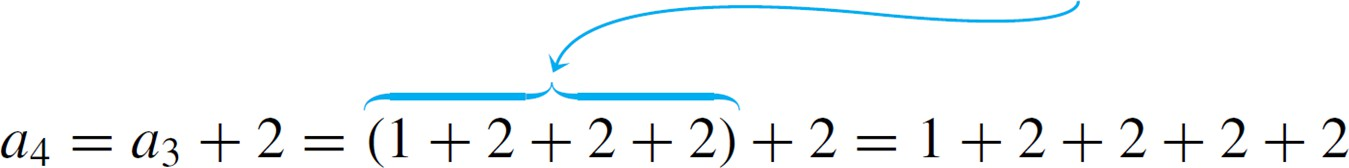 a₄ = a₃ + 2 = (1 + 2 + 2 + 2) + 2 = 1 + 2 + 2 + 2 + 2